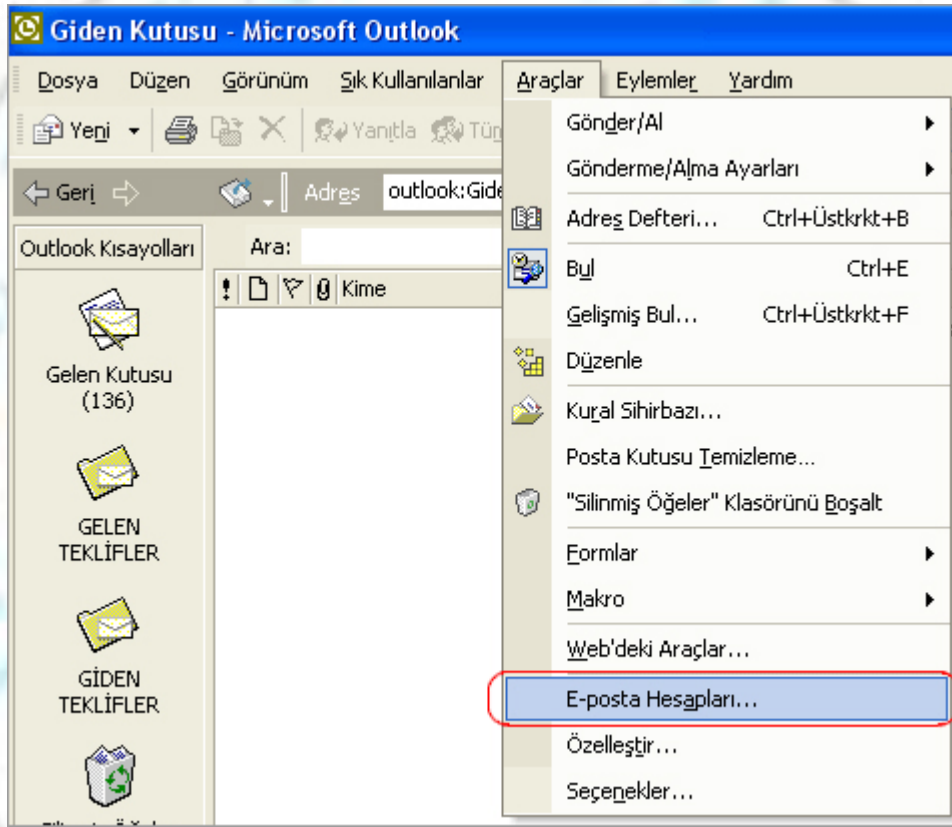 Giden Kutusu - Microsoft Outlook
Dosya Düzen Görünüm Sık Kullanılanlar Araçlar Eylemler Yardım
Yeni Yanıtla
Geri Adres outlook:Gide
Outlook Kısayolları
Ara:
Kime
Gelen Kutusu
(136)
GELEN
TEKLİFLER
GİDEN
TEKLİFLER
Gönder/Al
Gönderme/Alma Ayarları
Adres Defteri... Ctrl+Üstkrkt+B
Bul Ctrl+E
Gelişmiş Bul... Ctrl+Üstkrkt+F
Düzenle
Kural Sihirbazı...
Posta Kutusu Temizleme...
"Silinmiş Öğeler" Klasörünü Boşalt
Formlar
Makro
Web'deki Araçlar...
E-posta Hesapları...
Özelleştir...
Seçenekler...